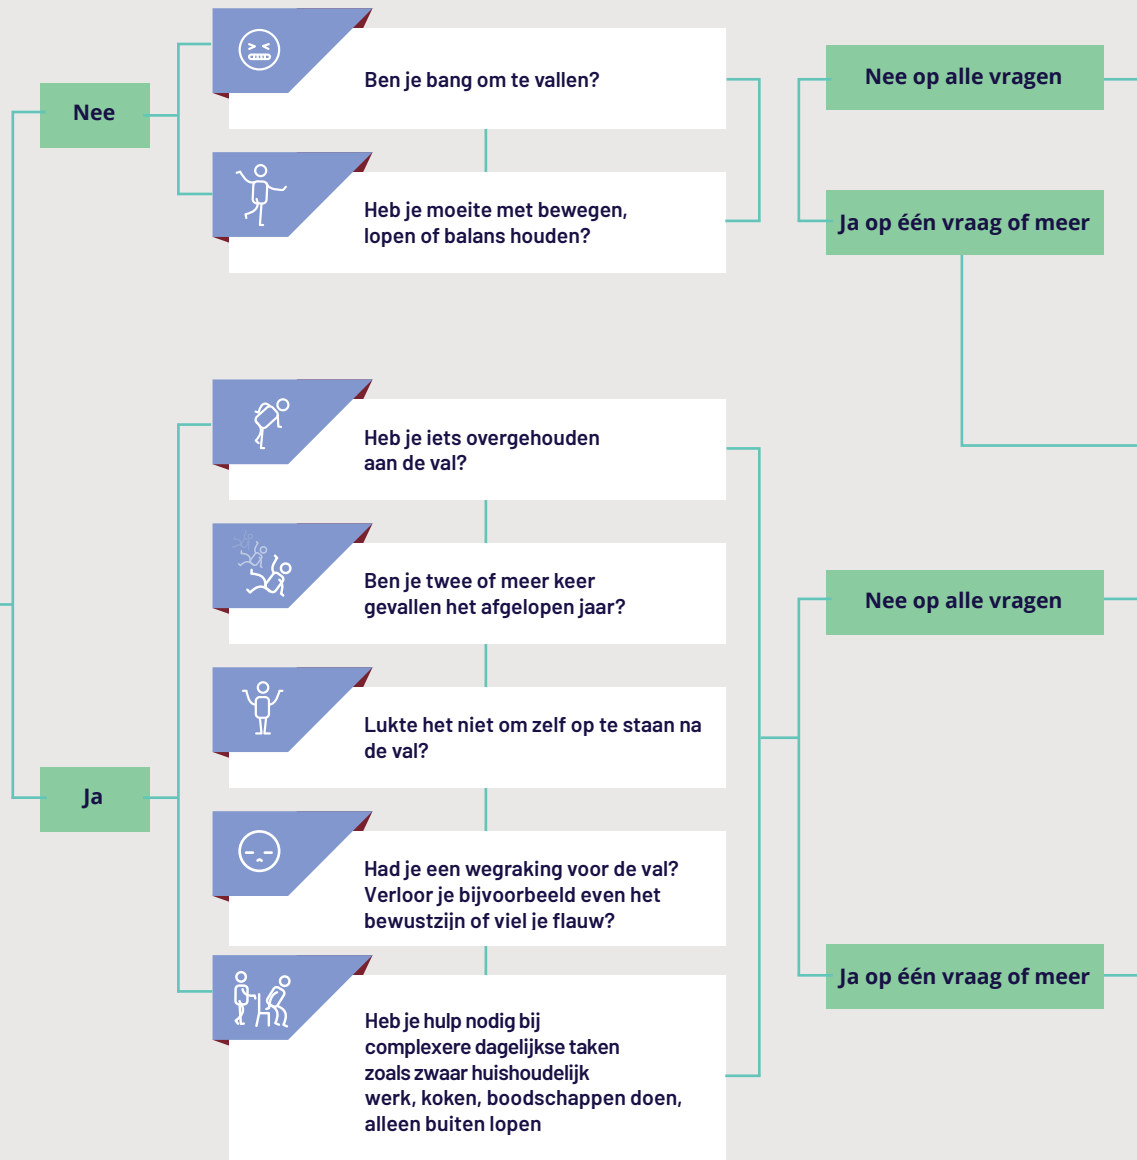 Nee
Ben je bang om te vallen?
Heb je moeite met bewegen,
lopen of balans houden?
Nee op alle vragen
Ja op één vraag of meer
Ja
Heb je iets overgehouden
aan de val?
Ben je twee of meer keer
gevallen het afgelopen jaar?
Lukte het niet om zelf op te staan na
de val?
Had je een wegraking voor de val?
Verloor je bijvoorbeeld even het
bewustzijn of viel je flauw?
Heb je hulp nodig bij
complexere dagelijkse taken
zoals zwaar huishoudelijk
werk, koken, boodschappen doen,
alleen buiten lopen
Nee op alle vragen
Ja op één vraag of meer